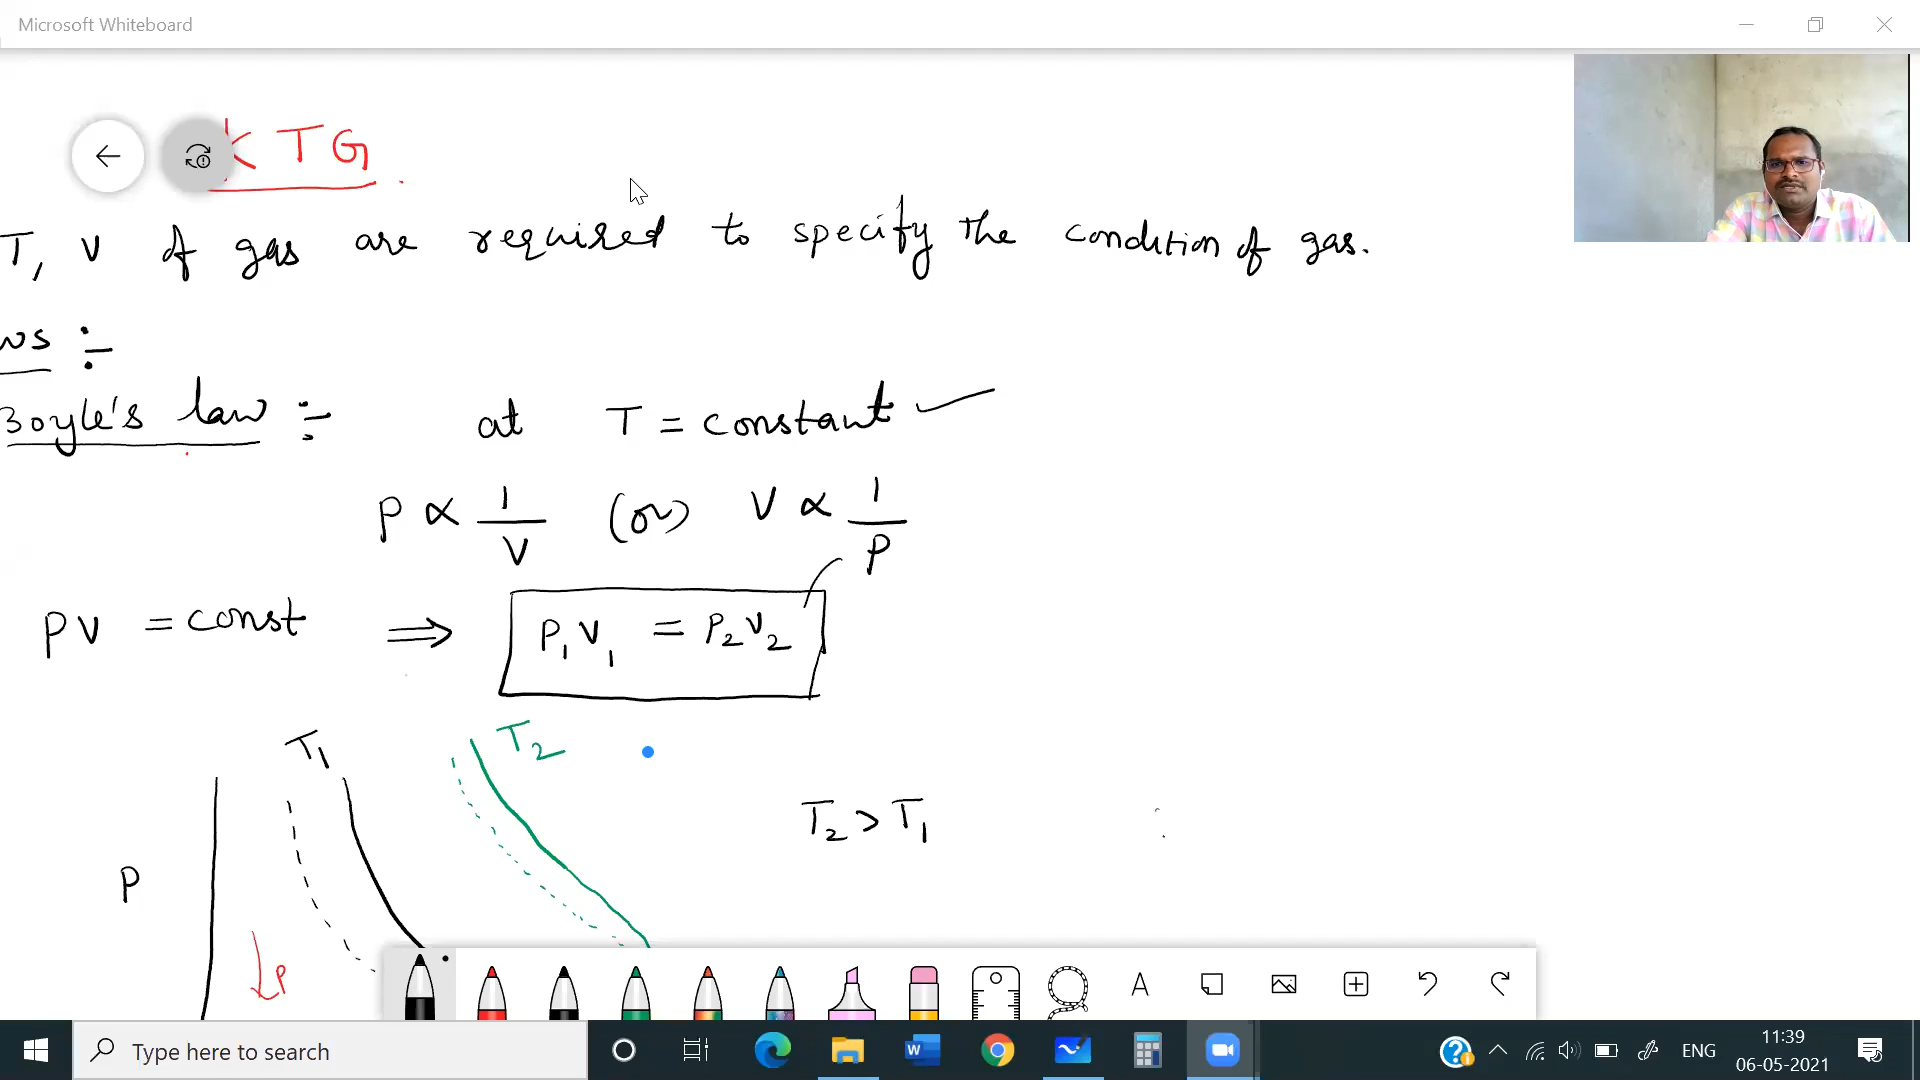 Microsoft Whiteboard
KTG.
T, V of gas are required to specify the condition of gas.
ws :-
Boyle's law :- at T = constant
P ∝ 1/V (or) V ∝ 1/P
PV = const ⇒ P₁V₁ = P₂V₂
T₁ T₂
T₂ > T₁
P
↓P
A
Type here to search
W
ENG
11:39
06-05-2021